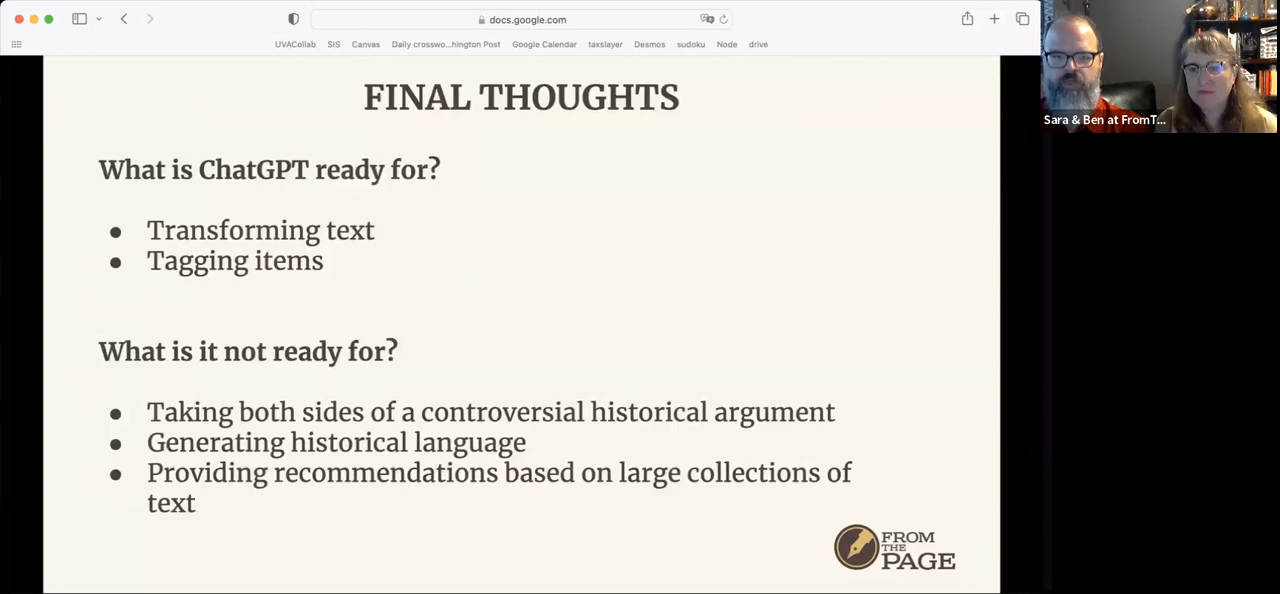 docs.google.com
UVACollab SIS Canvas Daily crosswo...hington Post Google Calendar taxslayer Desmos sudoku Node drive
Sara & Ben at FromT...
FINAL THOUGHTS
What is ChatGPT ready for?
● Transforming text
● Tagging items
What is it not ready for?
● Taking both sides of a controversial historical argument
● Generating historical language
● Providing recommendations based on large collections of
text
FROM
THE
PAGE